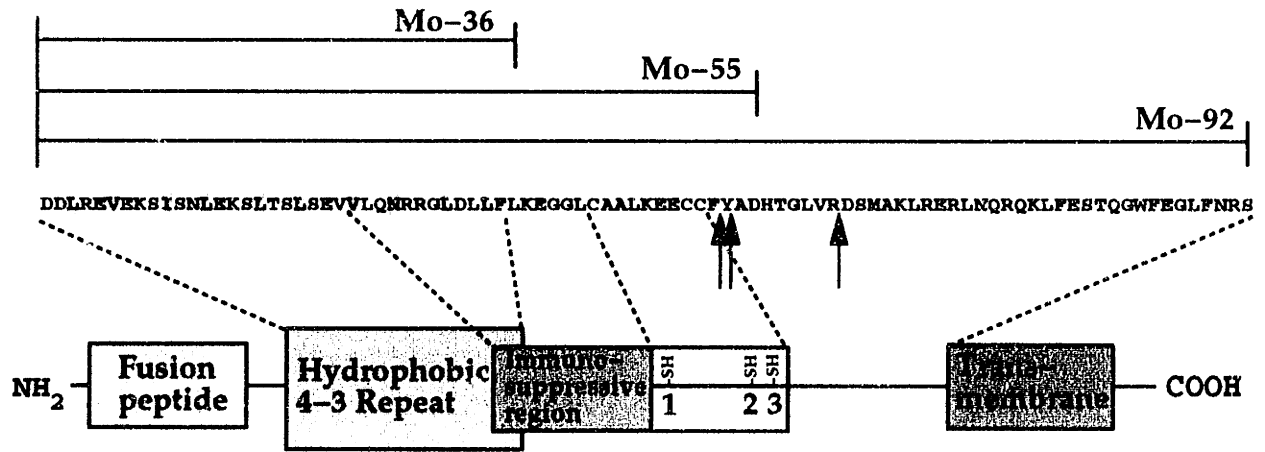 Mo–36
Mo–55
Mo–92
DDLREVEKSISNLEKSLTSLSEVVLQNRRGLDLLFLKEGGLCAALKEECCFYADHTGLVRDSMAKLRERLNQRQKLFESTQGWFEGLFNRS
NH2
Fusion
peptide
Hydrophobic
4–3 Repeat
Immuno-
suppressive
region
-SH
1
-SH
2
-SH
3
Trans-
membrane
COOH